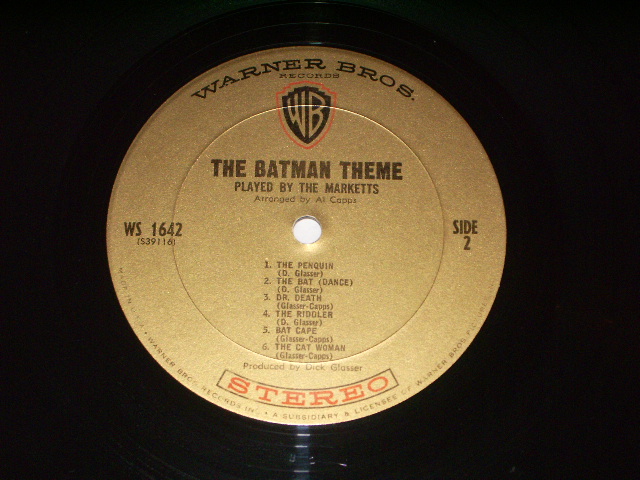 WARNER BROS.
RECORDS
WB
THE BATMAN THEME
PLAYED BY THE MARKETTS
Arranged by Al Capps
WS 1642
(S39116)
SIDE
2
1. THE PENQUIN
(D. Glasser)
2. THE BAT (DANCE)
(D. Glasser)
3. DR. DEATH
(Glasser-Capps)
4. THE RIDDLER
(D. Glasser)
5. BAT CAPE
(Glasser-Capps)
6. THE CAT WOMAN
(Glasser-Capps)
Produced by Dick Glasser
STEREO
MADE IN U.S.A. • WARNER BROS. RECORDS INC. • A SUBSIDIARY & LICENSEE OF WARNER BROS.